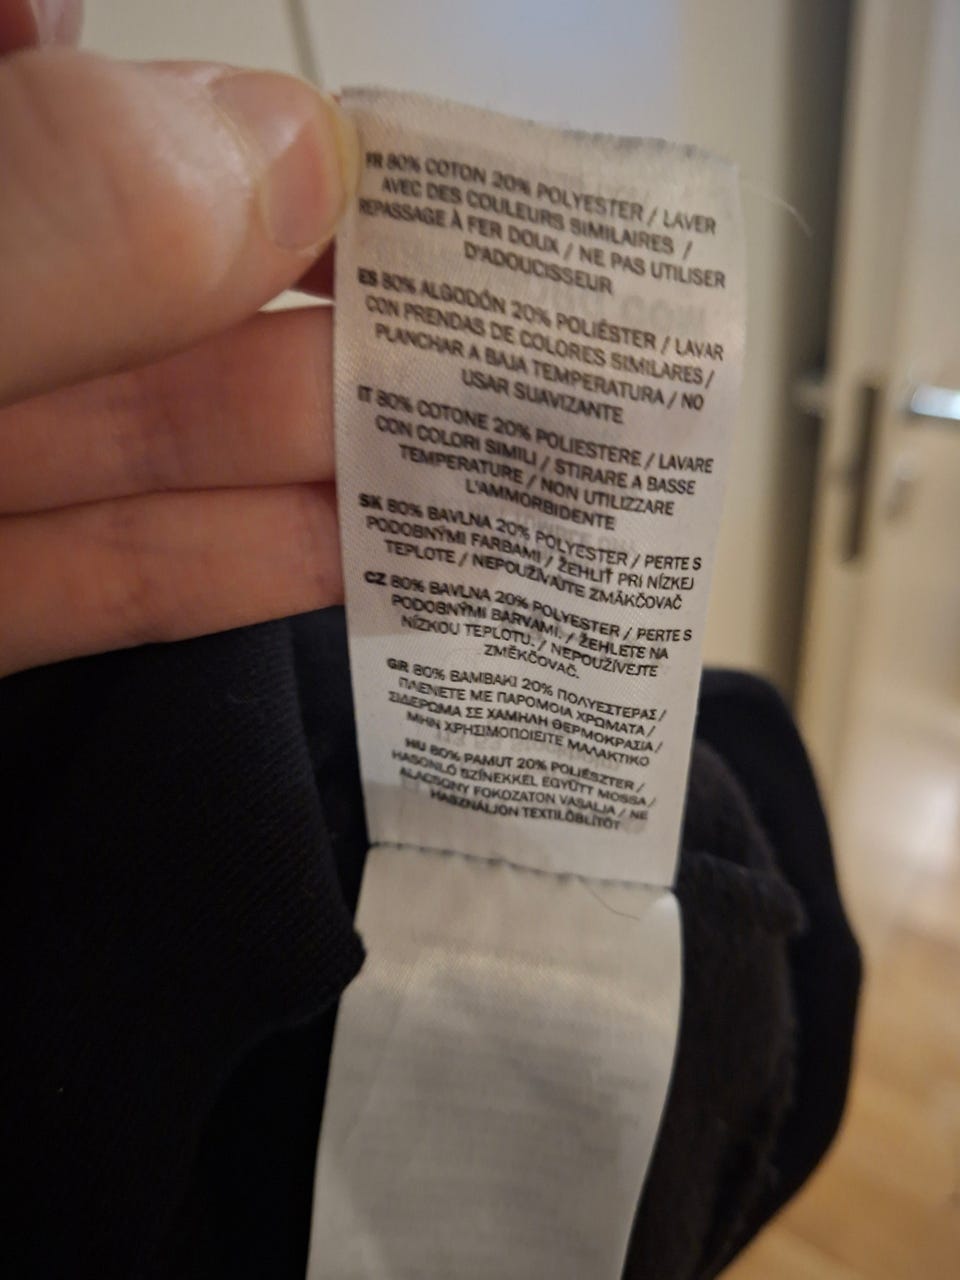 FR 80% COTON 20% POLYESTER / LAVER
AVEC DES COULEURS SIMILAIRES /
REPASSAGE À FER DOUX / NE PAS UTILISER
D'ADOUCISSEUR
ES 80% ALGODÓN 20% POLIÉSTER / LAVAR
CON PRENDAS DE COLORES SIMILARES /
PLANCHAR A BAJA TEMPERATURA / NO
USAR SUAVIZANTE
IT 80% COTONE 20% POLIESTERE / LAVARE
CON COLORI SIMILI / STIRARE A BASSE
TEMPERATURE / NON UTILIZZARE
L'AMMORBIDENTE
SK 80% BAVLNA 20% POLYESTER / PERTE S
PODOBNÝMI FARBAMI / ŽEHLIŤ PRI NÍZKEJ
TEPLOTE / NEPOUŽÍVAJTE ZMÄKČOVAČ
CZ 80% BAVLNA 20% POLYESTER / PERTE S
PODOBNÝMI BARVAMI. / ŽEHLETE NA
NÍZKOU TEPLOTU. / NEPOUŽÍVEJTE
ZMĚKČOVAČ.
GR 80% ΒΑΜΒΑΚΙ 20% ΠΟΛΥΕΣΤΕΡΑΣ /
ΠΛΕΝΕΤΕ ΜΕ ΠΑΡΟΜΟΙΑ ΧΡΩΜΑΤΑ /
ΣΙΔΕΡΩΜΑ ΣΕ ΧΑΜΗΛΗ ΘΕΡΜΟΚΡΑΣΙΑ /
ΜΗΝ ΧΡΗΣΙΜΟΠΟΙΕΙΤΕ ΜΑΛΑΚΤΙΚΟ
HU 80% PAMUT 20% POLIÉSZTER /
HASONLÓ SZÍNEKKEL EGYÜTT MOSSA /
ALACSONY FOKOZATON VASALJA / NE
HASZNÁLJON TEXTILÖBLÍTŐT